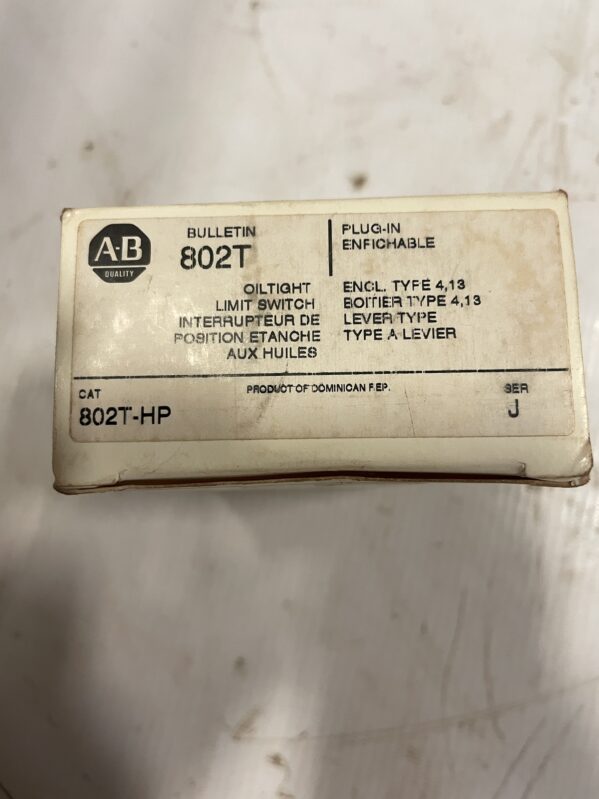 A-B
QUALITY
BULLETIN
802T
PLUG-IN
ENFICHABLE
OILTIGHT
LIMIT SWITCH
INTERRUPTEUR DE
POSITION ETANCHE
AUX HUILES
ENCL. TYPE 4,13
BOITIER TYPE 4,13
LEVER TYPE
TYPE A LEVIER
CAT
802T-HP
PRODUCT OF DOMINICAN REP.
SER
J